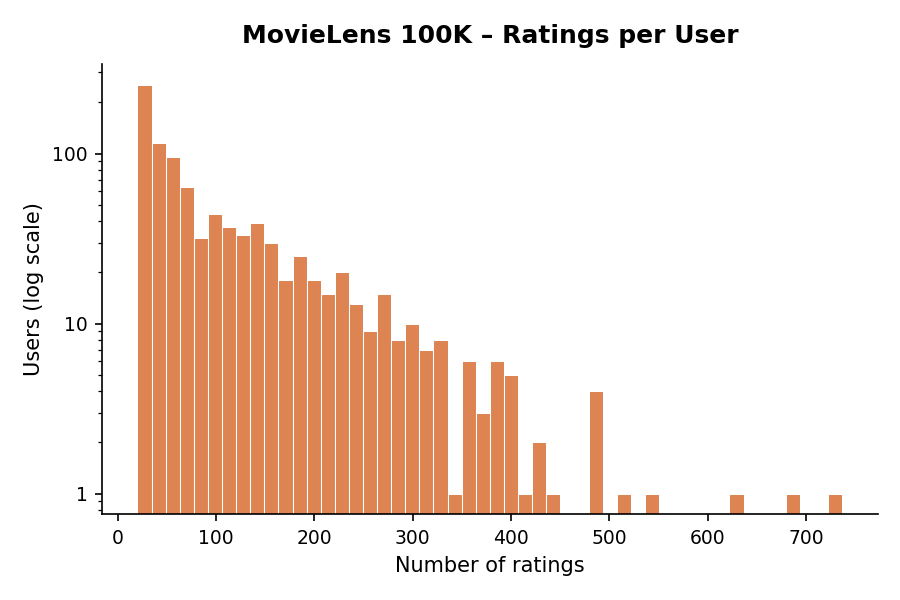 MovieLens 100K – Ratings per User
Users (log scale)
100
10
1
0 100 200 300 400 500 600 700
Number of ratings